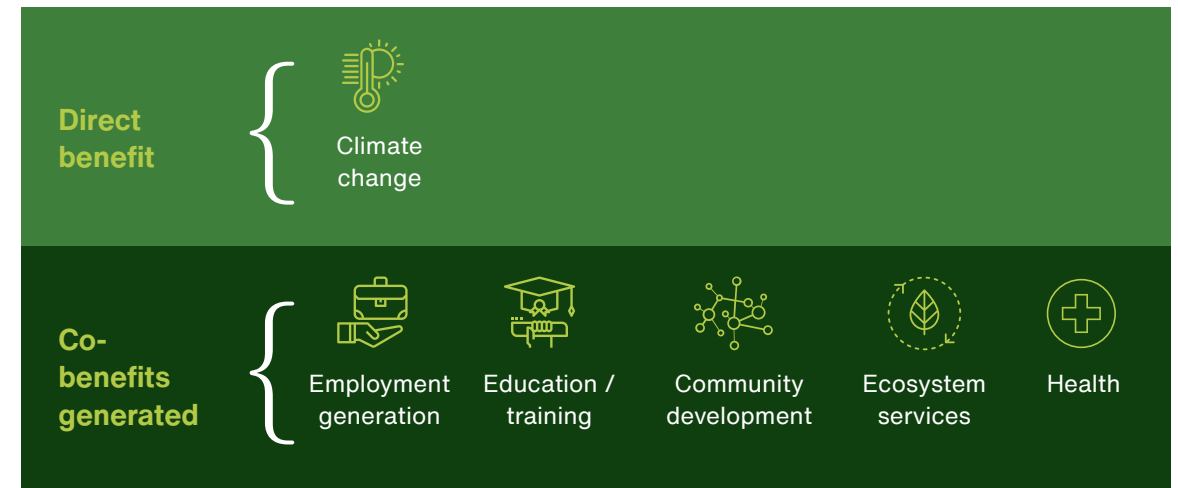 Direct
benefit
Climate
change
Co-
benefits
generated
Employment
generation
Education /
training
Community
development
Ecosystem
services
Health